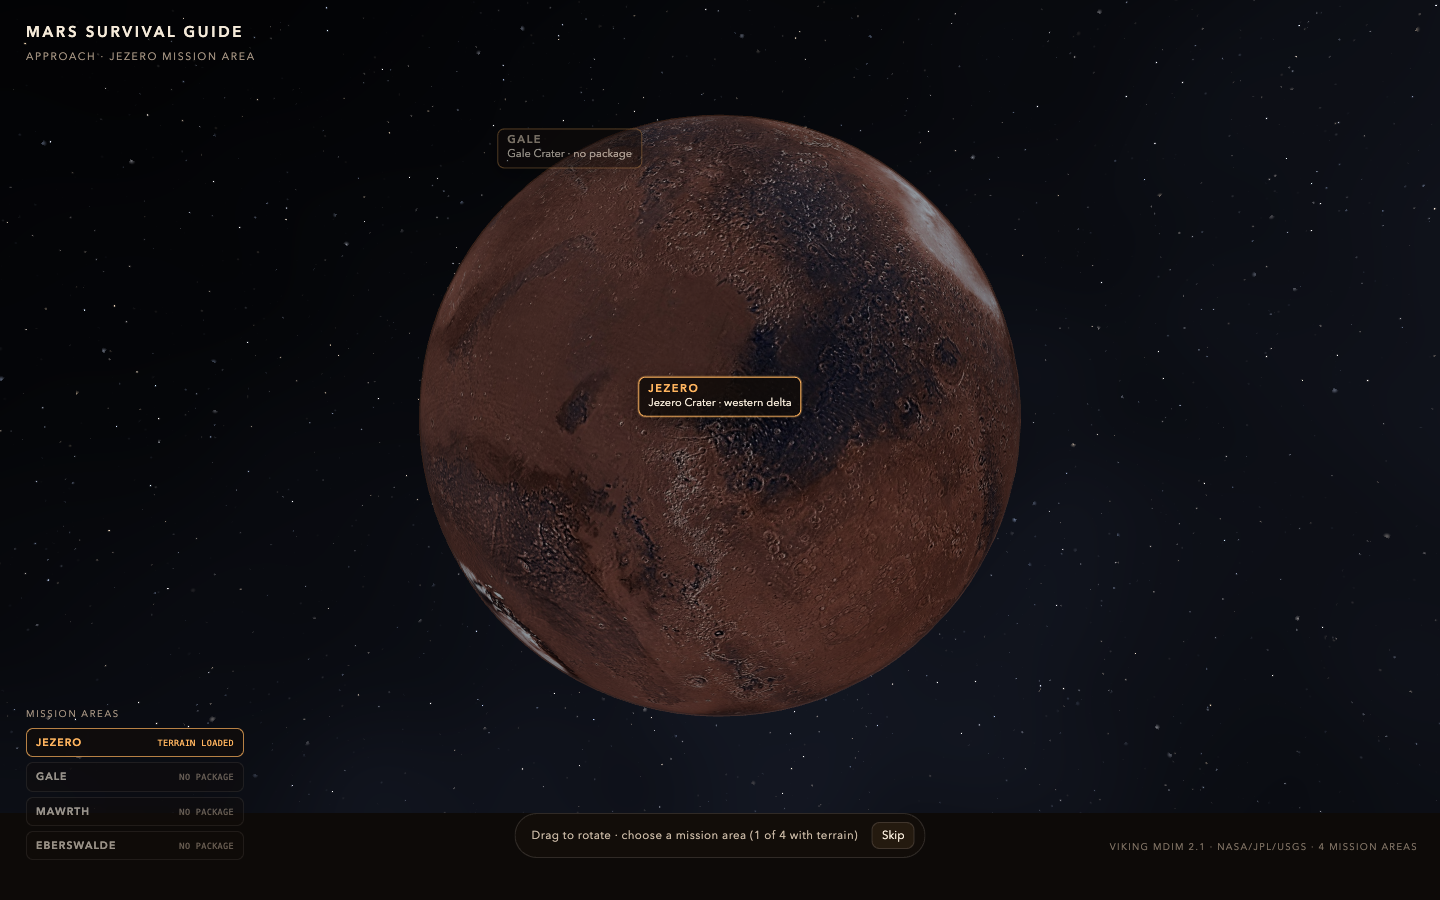 MARS SURVIVAL GUIDE
APPROACH · JEZERO MISSION AREA
GALE
Gale Crater · no package
JEZERO
Jezero Crater · western delta
MISSION AREAS
JEZERO TERRAIN LOADED
GALE NO PACKAGE
MAWRTH NO PACKAGE
EBERSWALDE NO PACKAGE
Drag to rotate · choose a mission area (1 of 4 with terrain) Skip
VIKING MDIM 2.1 · NASA/JPL/USGS · 4 MISSION AREAS